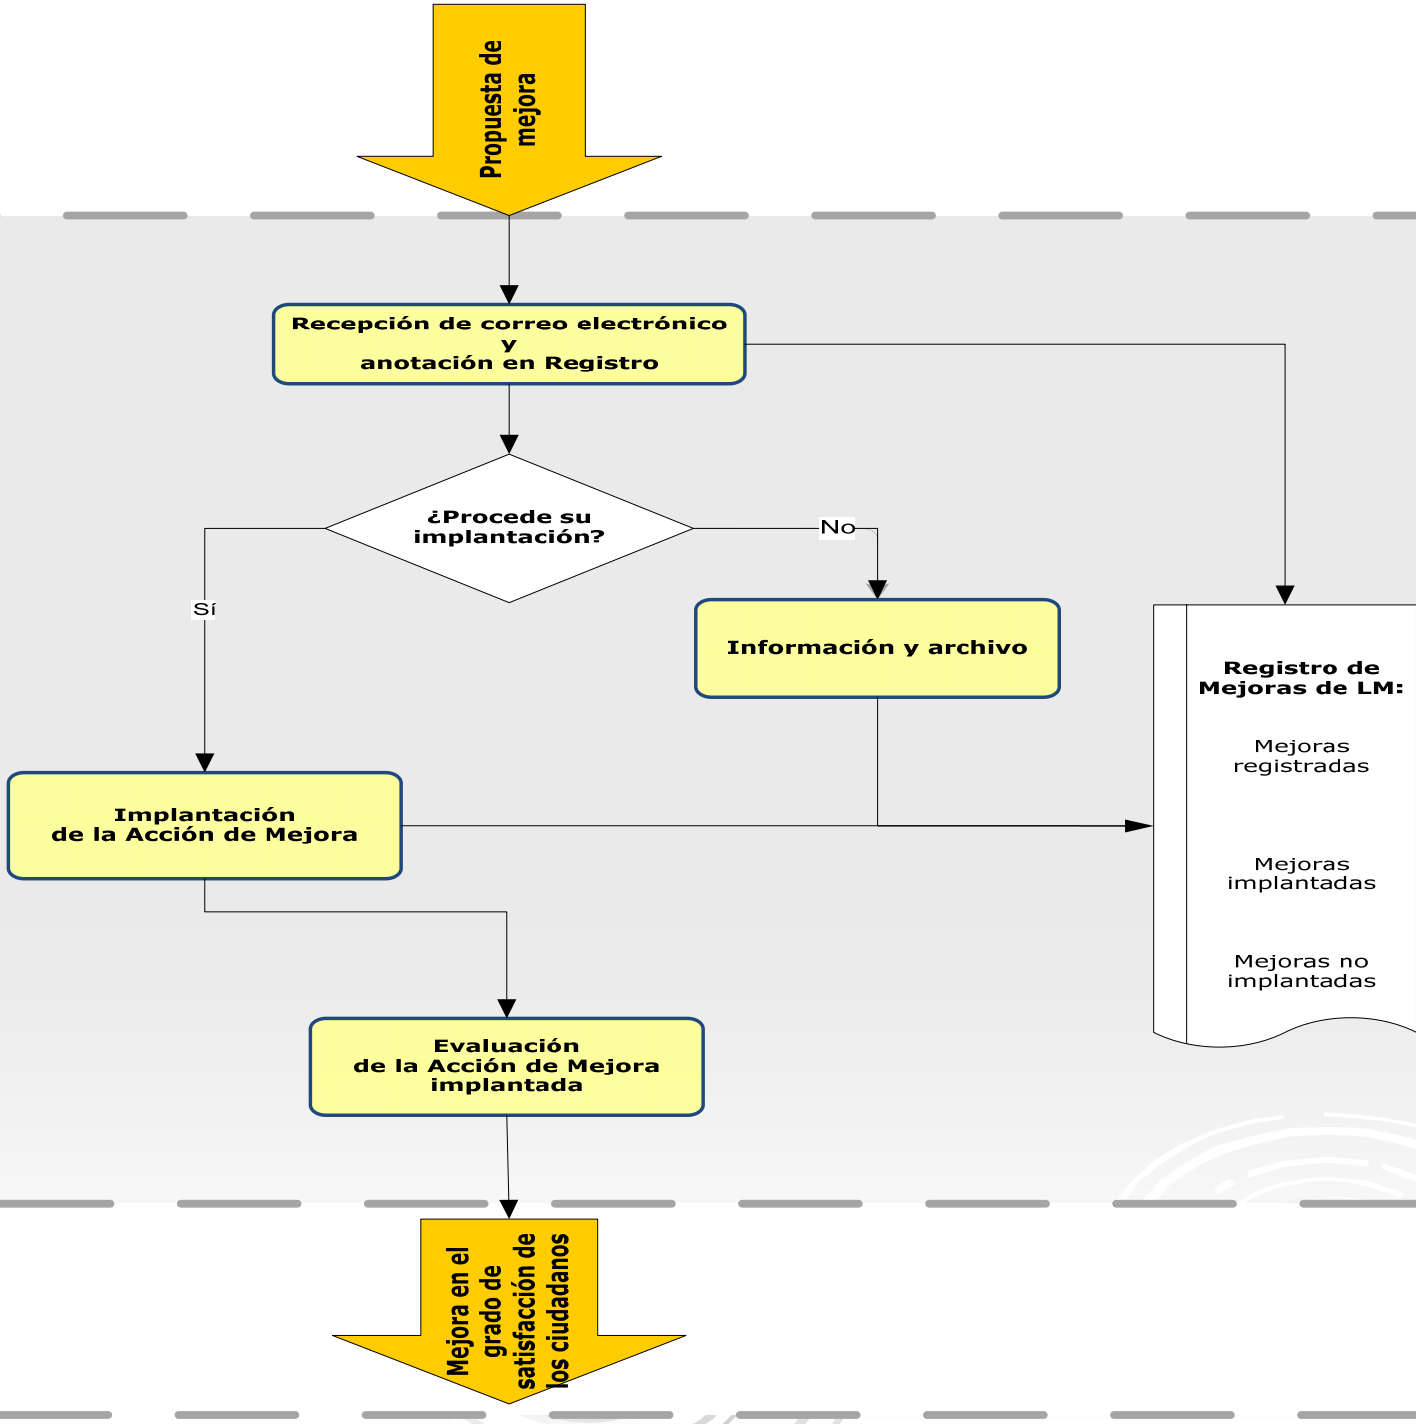 Propuesta de
mejora
Recepción de correo electrónico
y
anotación en Registro
¿Procede su
implantación?
No
Sí
Información y archivo
Registro de
Mejoras de LM:
Mejoras
registradas
Mejoras
implantadas
Mejoras no
implantadas
Implantación
de la Acción de Mejora
Evaluación
de la Acción de Mejora
implantada
Mejora en el
grado de
satisfacción de
los ciudadanos